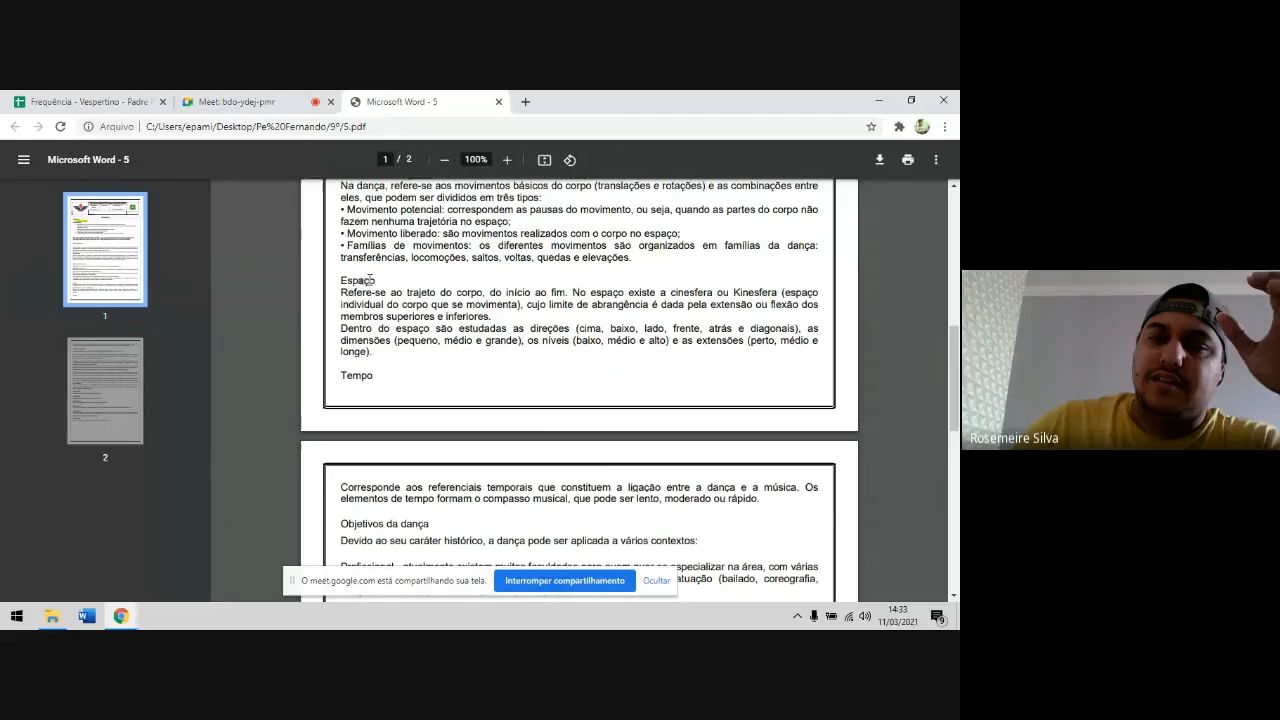 Frequência - Vespertino - Padre F
Meet: bdo-ydej-pmr
Microsoft Word - 5
Arquivo
C:/Users/epami/Desktop/Pe%20Fernando/9º/5.pdf
Microsoft Word - 5
1 / 2
100%
Na dança, refere-se aos movimentos básicos do corpo (translações e rotações) e as combinações entre
eles, que podem ser divididos em três tipos:
• Movimento potencial: correspondem as pausas do movimento, ou seja, quando as partes do corpo não
fazem nenhuma trajetória no espaço;
• Movimento liberado: são movimentos realizados com o corpo no espaço;
• Famílias de movimentos: os diferentes movimentos são organizados em famílias da dança:
transferências, locomoções, saltos, voltas, quedas e elevações.
Espaço
Refere-se ao trajeto do corpo, do início ao fim. No espaço existe a cinesfera ou Kinesfera (espaço
individual do corpo que se movimenta), cujo limite de abrangência é dada pela extensão ou flexão dos
membros superiores e inferiores.
Dentro do espaço são estudadas as direções (cima, baixo, lado, frente, atrás e diagonais), as
dimensões (pequeno, médio e grande), os níveis (baixo, médio e alto) e as extensões (perto, médio e
longe).
Tempo
1
2
Corresponde aos referenciais temporais que constituem a ligação entre a dança e a música. Os
elementos de tempo formam o compasso musical, que pode ser lento, moderado ou rápido.
Objetivos da dança
Devido ao seu caráter histórico, a dança pode ser aplicada a vários contextos:
Profissional - atualmente existem muitas faculdades para quem quer se especializar na área, com várias
atuação (bailado, coreografia,
O meet.google.com está compartilhando sua tela.
Interromper compartilhamento
Ocultar
14:33
11/03/2021
9
Rosemeire Silva